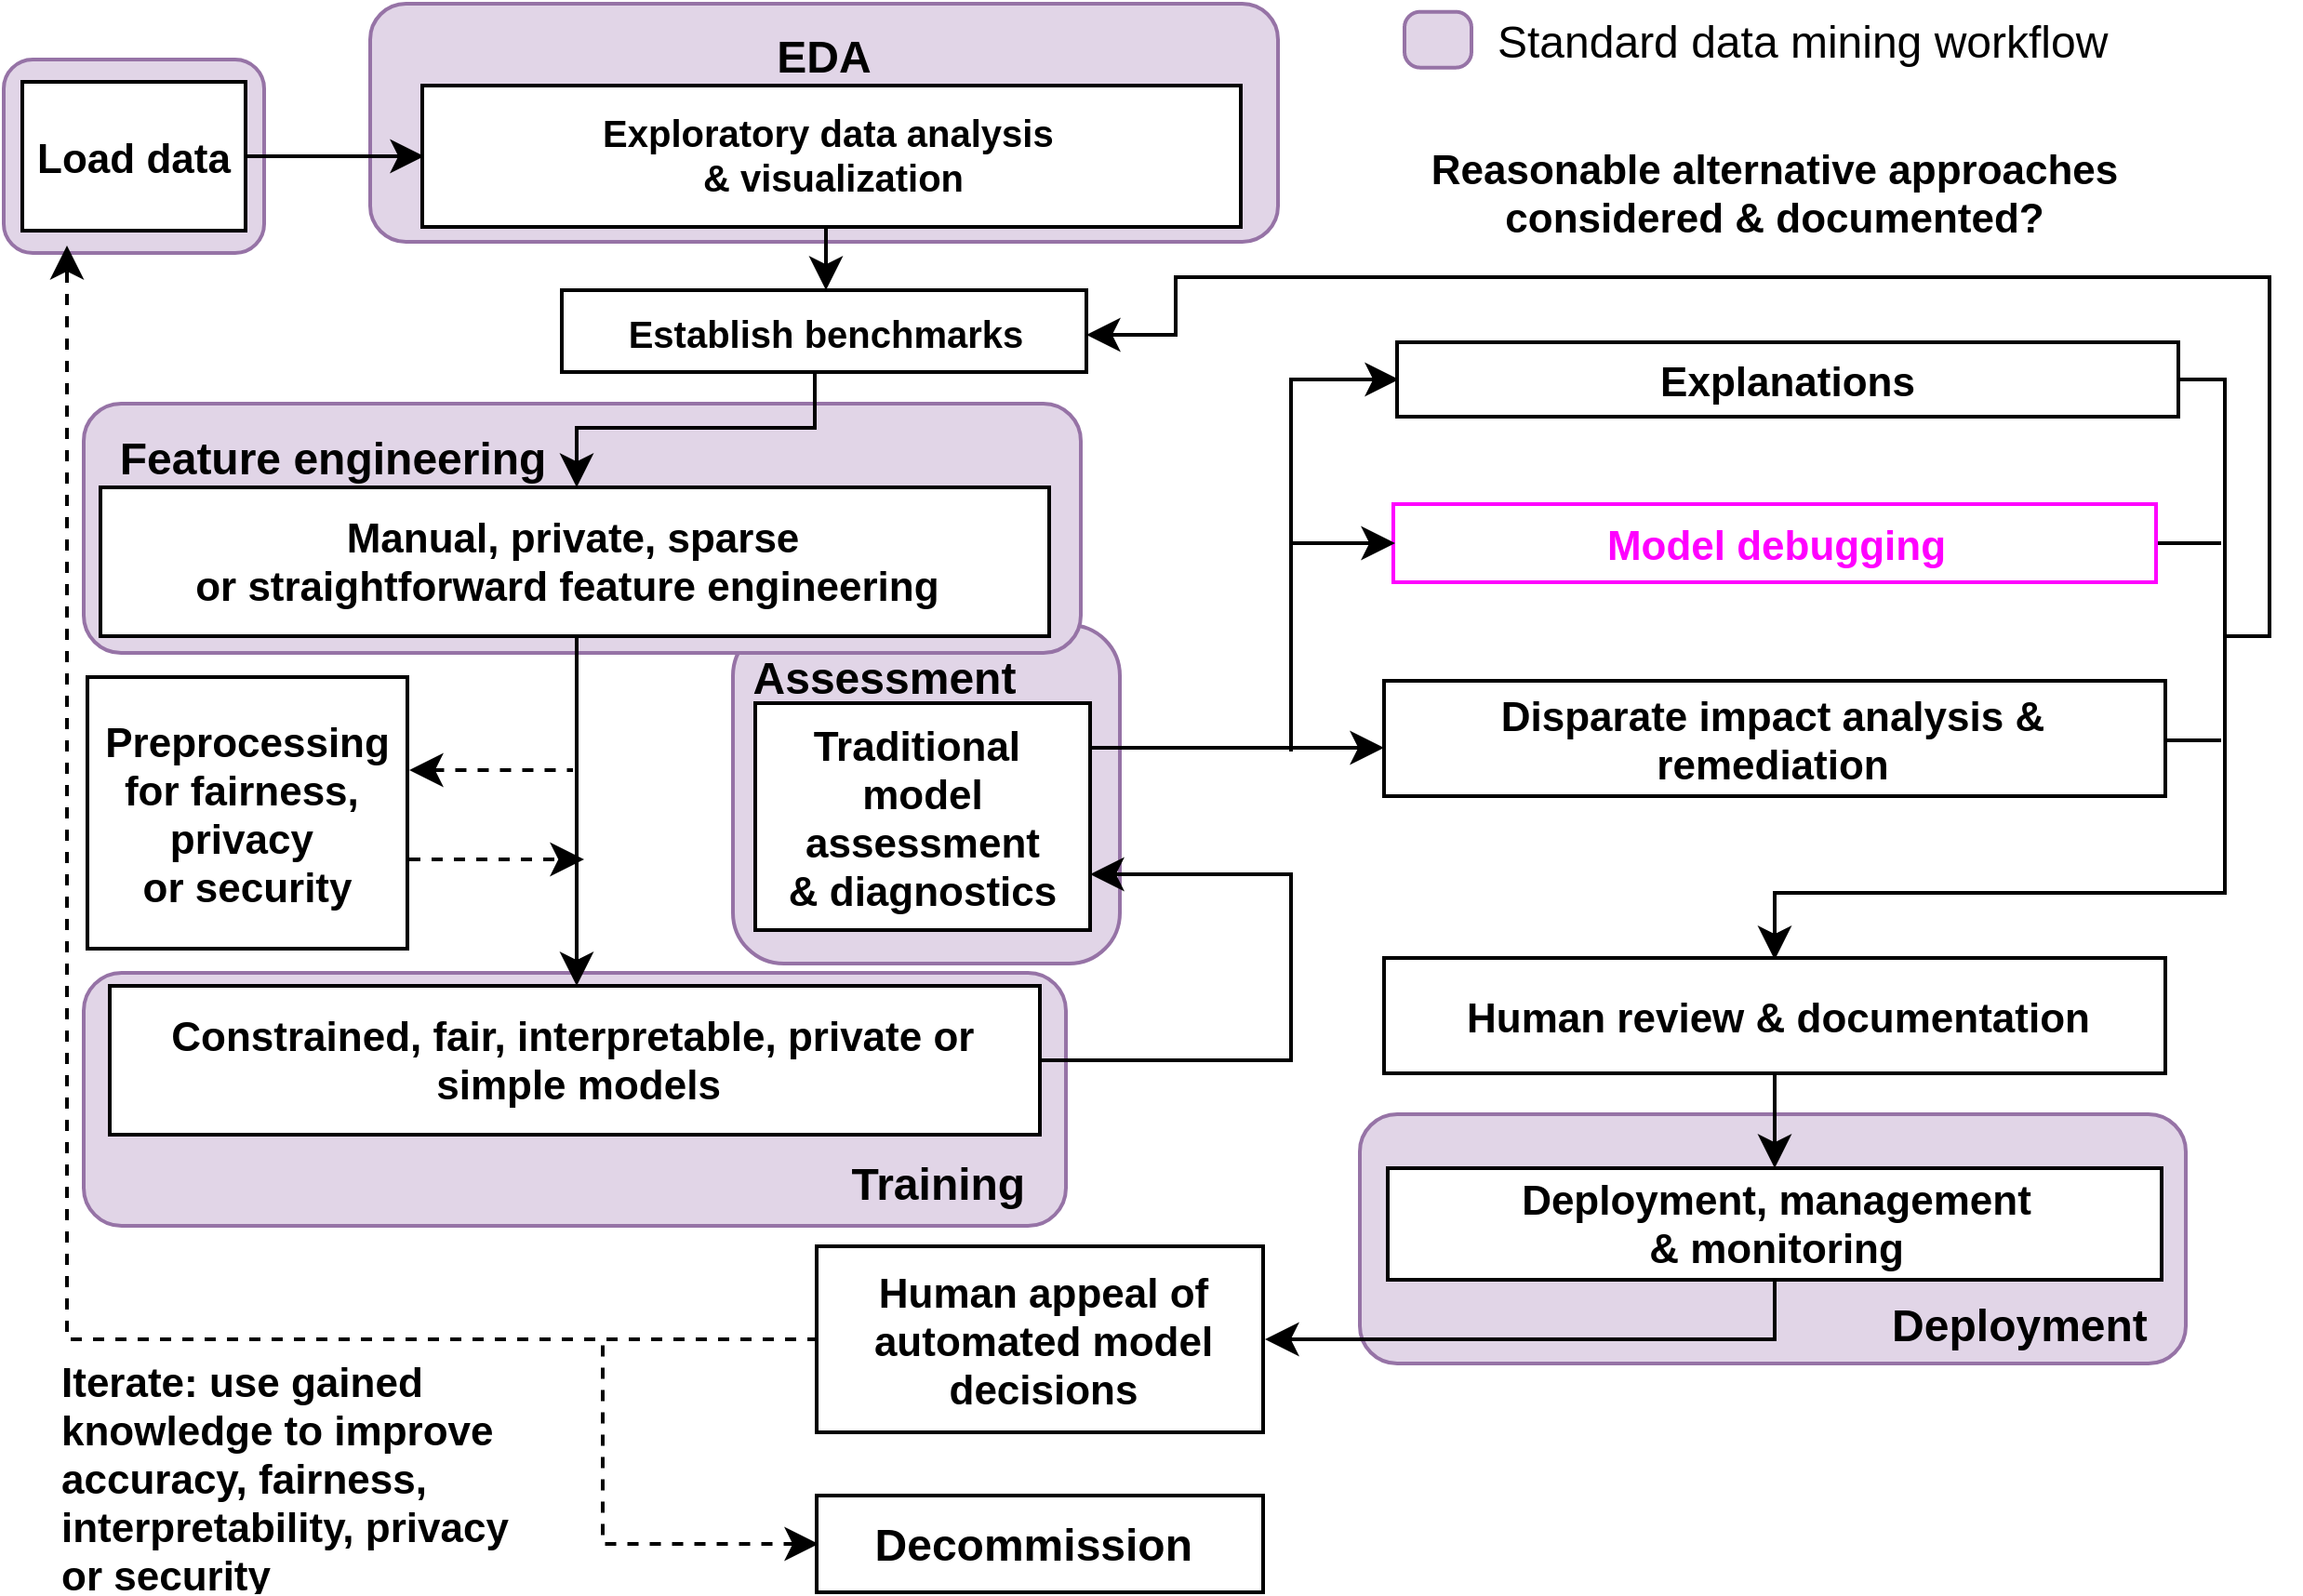 EDA
Standard data mining workflow
Load data
Exploratory data analysis
& visualization
Reasonable alternative approaches
considered & documented?
Establish benchmarks
Explanations
Feature engineering
Manual, private, sparse
or straightforward feature engineering
Model debugging
Assessment
Preprocessing
for fairness,
privacy
or security
Traditional
model
assessment
& diagnostics
Disparate impact analysis &
remediation
Human review & documentation
Constrained, fair, interpretable, private or
simple models
Training
Deployment, management
& monitoring
Deployment
Human appeal of
automated model
decisions
Iterate: use gained
knowledge to improve
accuracy, fairness,
interpretability, privacy
or security
Decommission